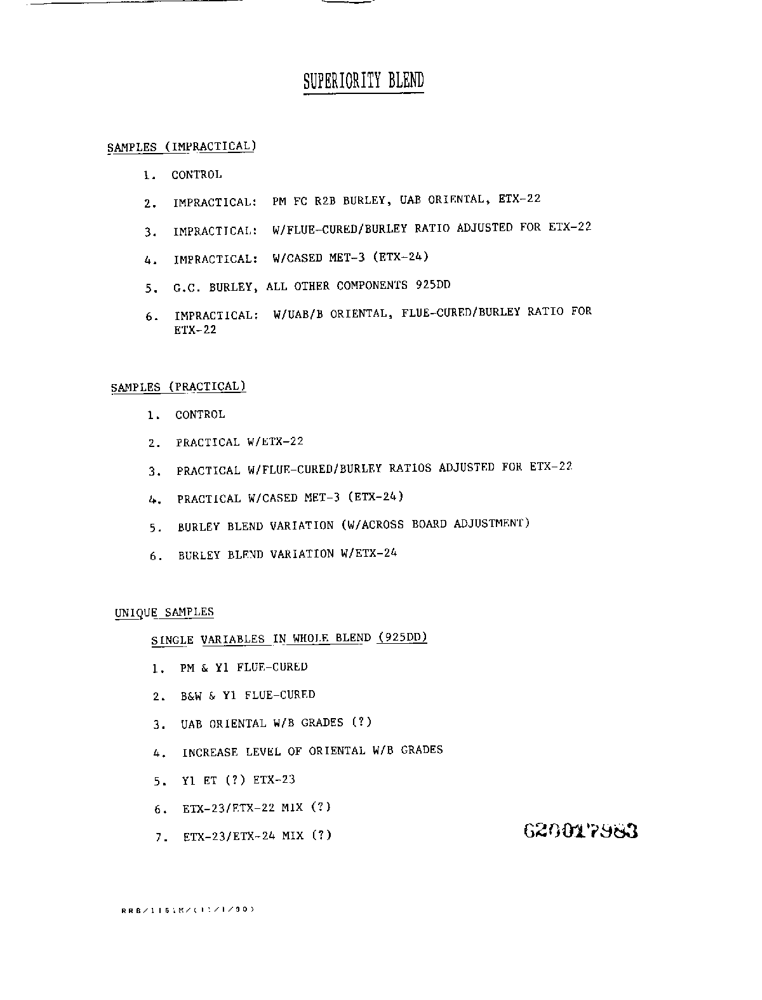 SUPERIORITY BLEND
SAMPLES (IMPRACTICAL)
1. CONTROL
2. IMPRACTICAL: PM FC R2B BURLEY, UAB ORIENTAL, ETX-22
3. IMPRACTICAL: W/FLUE-CURED/BURLEY RATIO ADJUSTED FOR ETX-22
4. IMPRACTICAL: W/CASED MET-3 (ETX-24)
5. G.C. BURLEY, ALL OTHER COMPONENTS 925DD
6. IMPRACTICAL: W/UAB/B ORIENTAL, FLUE-CURED/BURLEY RATIO FOR
ETX-22
SAMPLES (PRACTICAL)
1. CONTROL
2. PRACTICAL W/ETX-22
3. PRACTICAL W/FLUE-CURED/BURLEY RATIOS ADJUSTED FOR ETX-22
4. PRACTICAL W/CASED MET-3 (ETX-24)
5. BURLEY BLEND VARIATION (W/ACROSS BOARD ADJUSTMENT)
6. BURLEY BLEND VARIATION W/ETX-24
UNIQUE SAMPLES
SINGLE VARIABLES IN WHOLE BLEND (925DD)
1. PM & Y1 FLUE-CURED
2. B&W & Y1 FLUE-CURED
3. UAB ORIENTAL W/B GRADES (?)
4. INCREASE LEVEL OF ORIENTAL W/B GRADES
5. Y1 ET (?) ETX-23
6. ETX-23/ETX-22 MIX (?)
7. ETX-23/ETX-24 MIX (?)
620017983